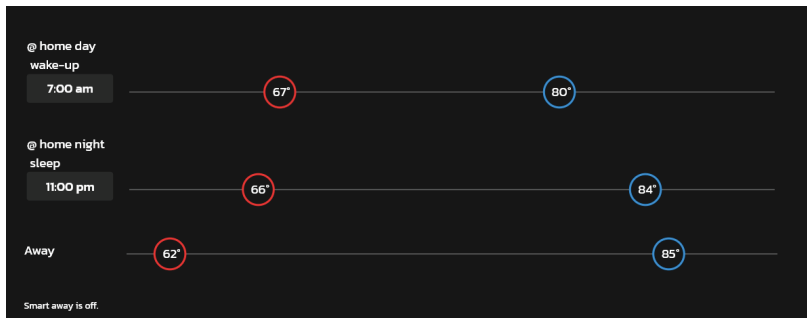 @ home day
wake-up
7:00 am
67° 80°
@ home night
sleep
11:00 pm
66° 84°
Away
62° 85°
Smart away is off.